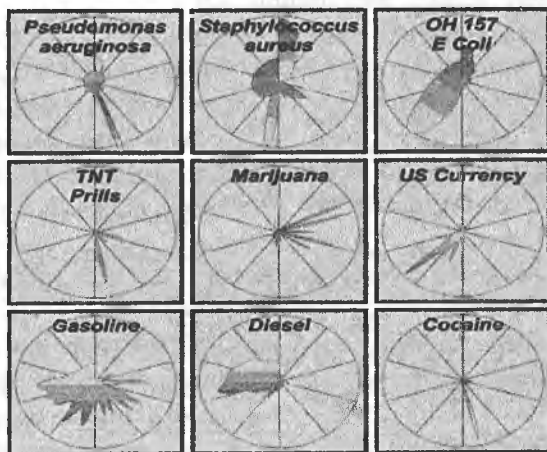 Pseudomonas
aeruginosa
Staphylococcus
aureus
OH 157
E Coli
TNT
Prills
Marijuana
US Currency
Gasoline
Diesel
Cocaine